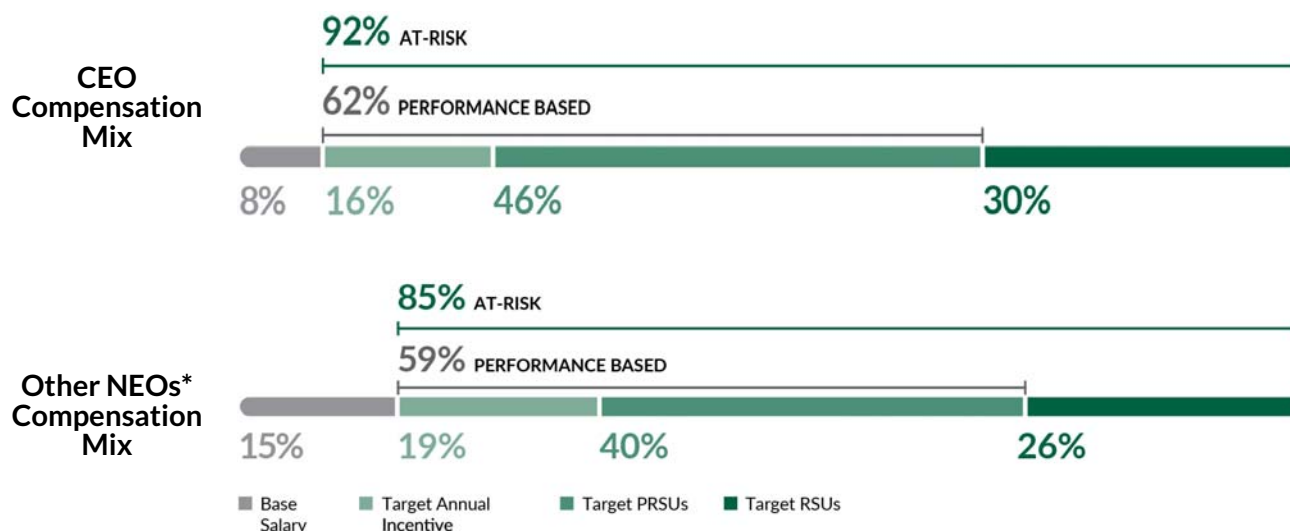 92% AT-RISK
CEO
Compensation
Mix
62% PERFORMANCE BASED
8% 16% 46% 30%
85% AT-RISK
59% PERFORMANCE BASED
Other NEOs*
Compensation
Mix
15% 19% 40% 26%
Base
Salary
Target Annual
Incentive
Target PRSUs
Target RSUs